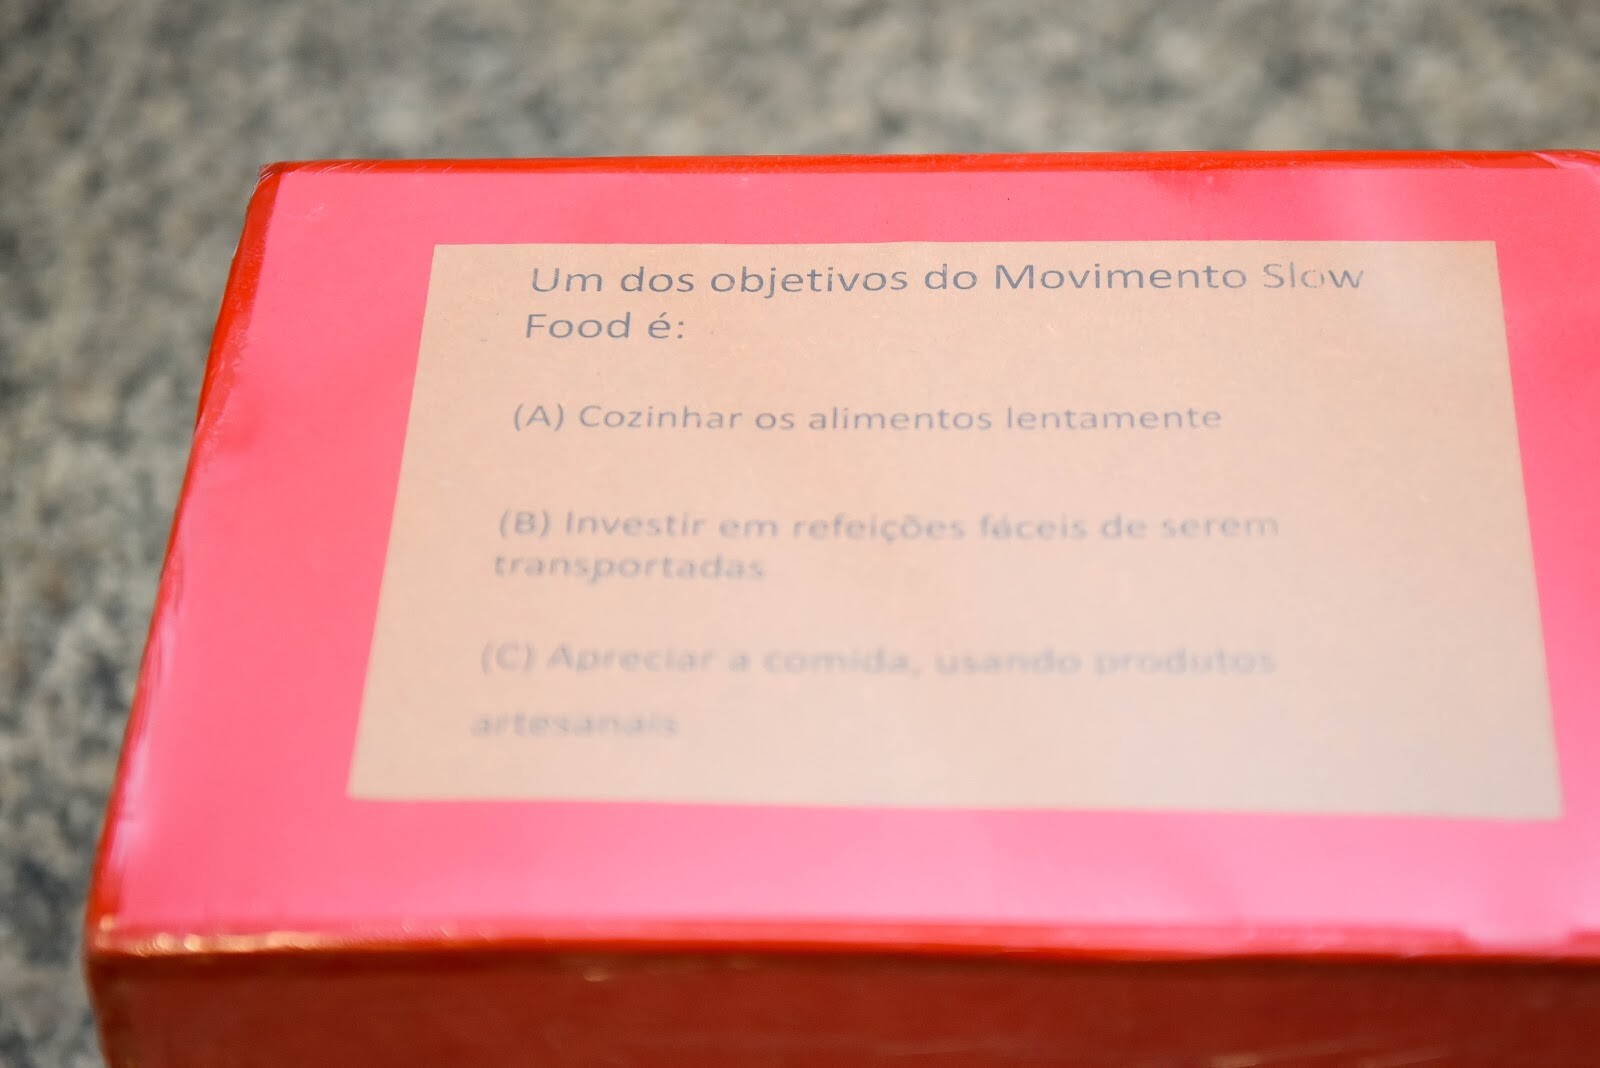 Um dos objetivos do Movimento Slow
Food é:
(A) Cozinhar os alimentos lentamente
(B) Investir em refeições fáceis de serem
transportadas
(C) Apreciar a comida, usando produtos
artesanais